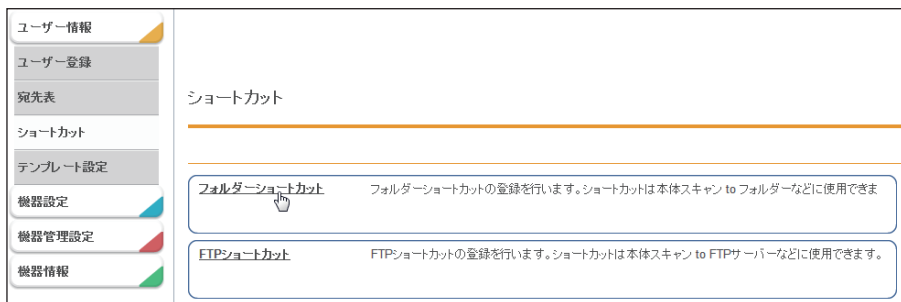 ユーザー情報
ユーザー登録
宛先表
ショートカット
テンプレート設定
機器設定
機器管理設定
機器情報
ショートカット
フォルダーショートカット フォルダーショートカットの登録を行います。ショートカットは本体スキャン to フォルダーなどに使用できま
FTPショートカット FTPショートカットの登録を行います。ショートカットは本体スキャン to FTPサーバーなどに使用できます。